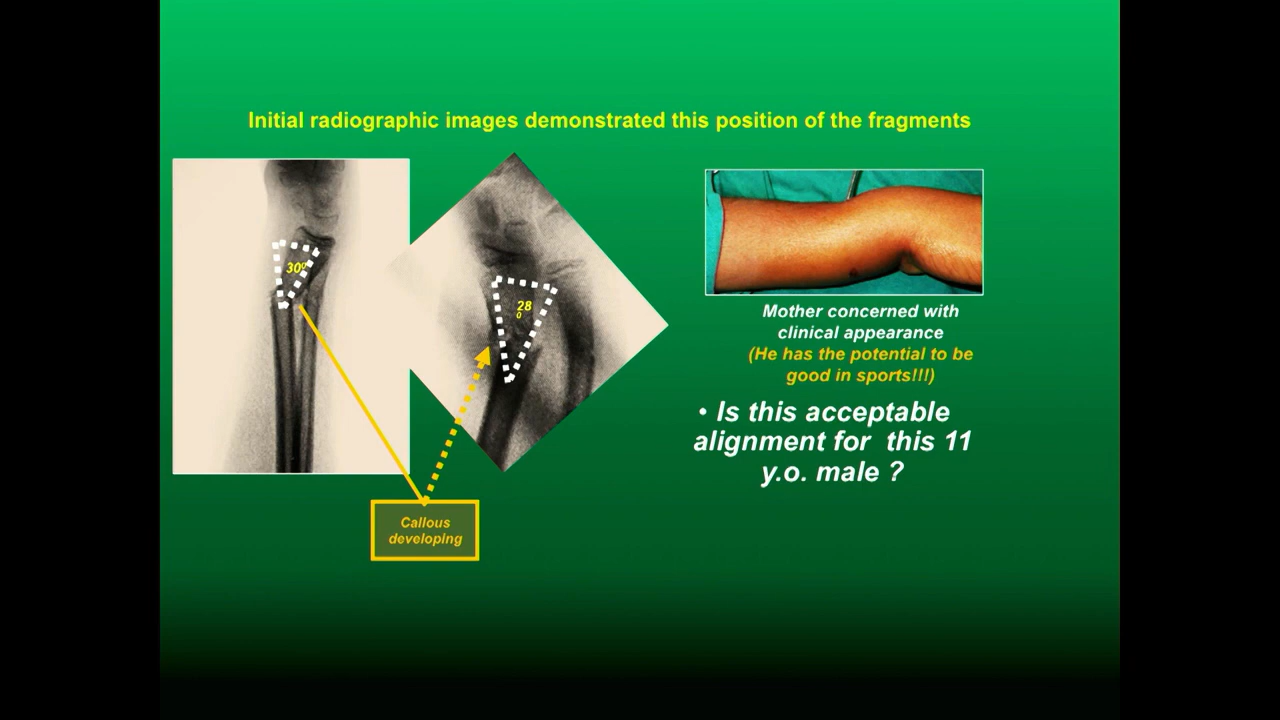 Initial radiographic images demonstrated this position of the fragments
30⁰
28
0
Mother concerned with
clinical appearance
(He has the potential to be
good in sports!!!)
• Is this acceptable
alignment for this 11
y.o. male ?
Callous
developing